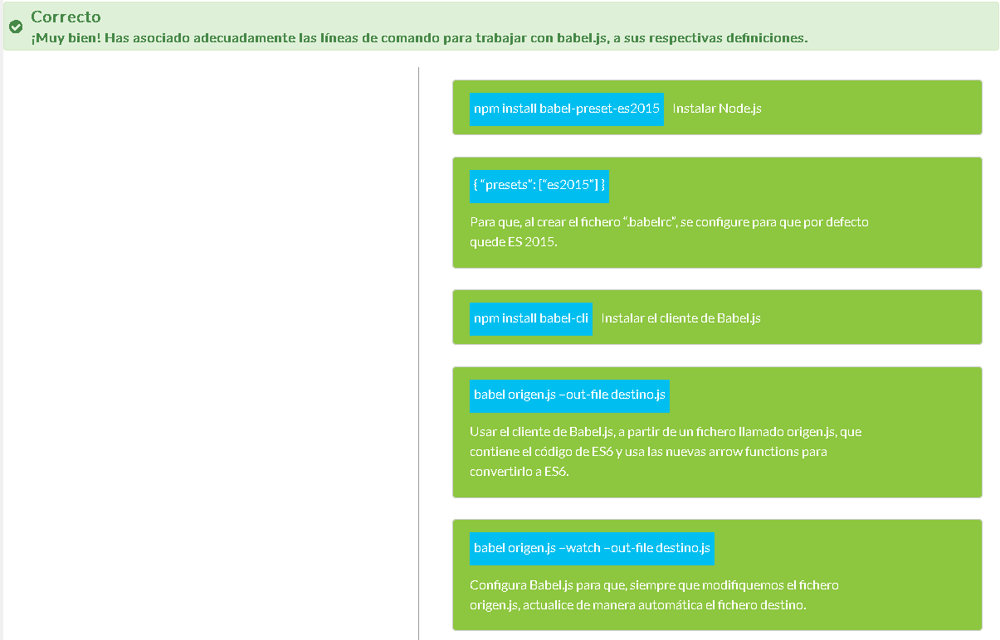 Correcto
¡Muy bien! Has asociado adecuadamente las líneas de comando para trabajar con babel.js, a sus respectivas definiciones.
npm install babel-preset-es2015 Instalar Node.js
{ “presets”: [“es2015”] }
Para que, al crear el fichero “.babelrc”, se configure para que por defecto
quede ES 2015.
npm install babel-cli Instalar el cliente de Babel.js
babel origen.js –out-file destino.js
Usar el cliente de Babel.js, a partir de un fichero llamado origen.js, que
contiene el código de ES6 y usa las nuevas arrow functions para
convertirlo a ES6.
babel origen.js –watch –out-file destino.js
Configura Babel.js para que, siempre que modifiquemos el fichero
origen.js, actualice de manera automática el fichero destino.